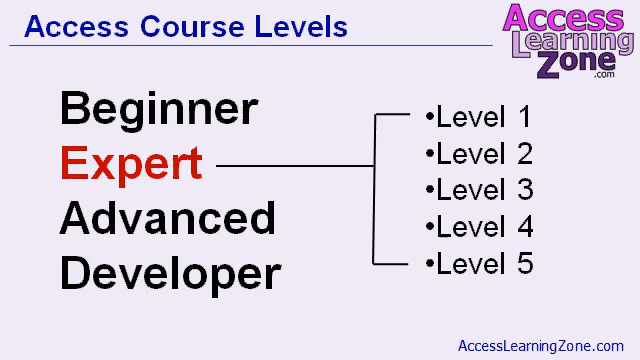 Access Course Levels
Access
Learning
Zone
.com
Beginner
Expert
Advanced
Developer
•Level 1
•Level 2
•Level 3
•Level 4
•Level 5
AccessLearningZone.com